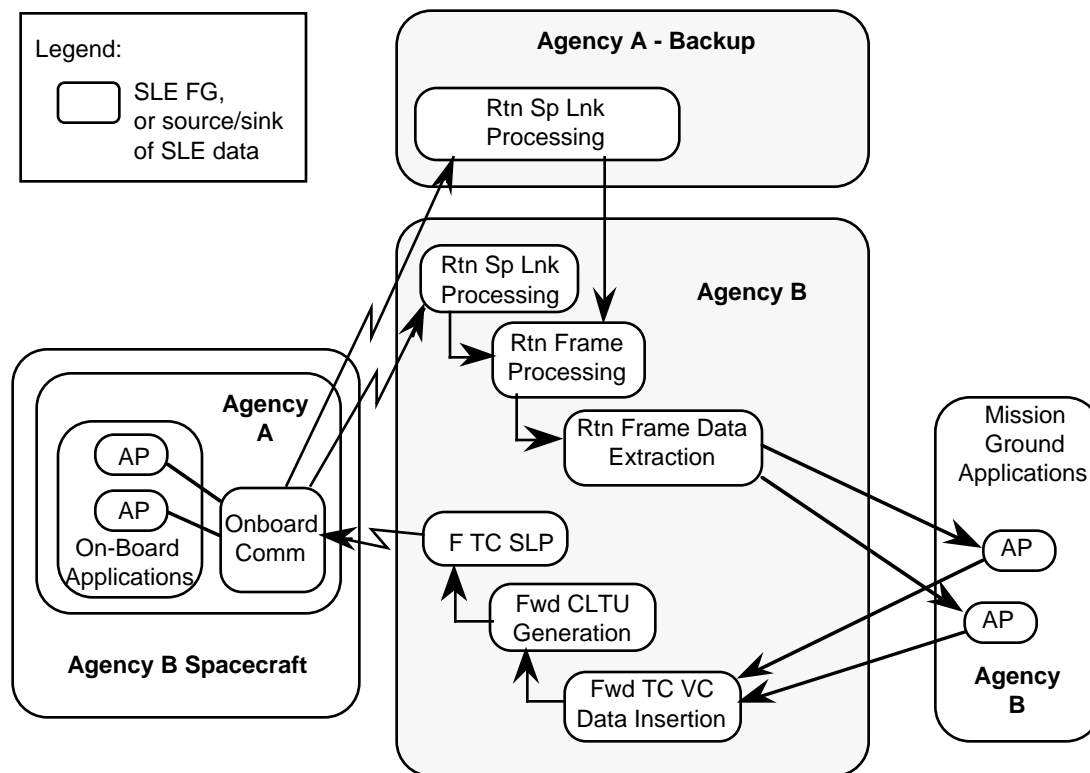 Legend:
SLE FG,
or source/sink
of SLE data
Agency A - Backup
Rtn Sp Lnk
Processing
Agency B
Rtn Sp Lnk
Processing
Rtn Frame
Processing
Rtn Frame Data
Extraction
F TC SLP
Fwd CLTU
Generation
Fwd TC VC
Data Insertion
Agency
A
AP
AP
On-Board
Applications
Onboard
Comm
Agency B Spacecraft
Mission
Ground
Applications
AP
AP
Agency
B